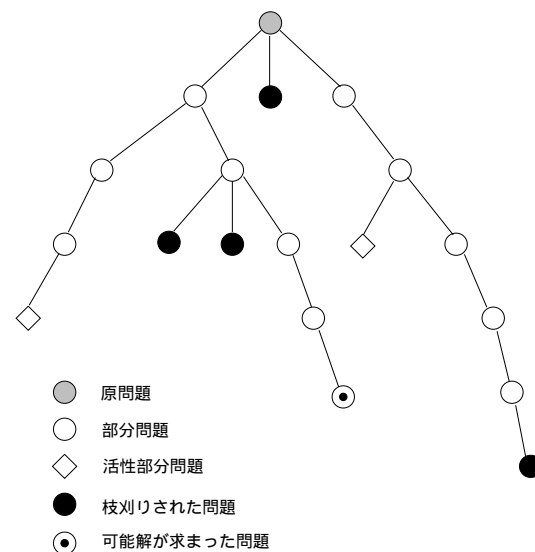 原問題
部分問題
活性部分問題
枝刈りされた問題
可能解が求まった問題